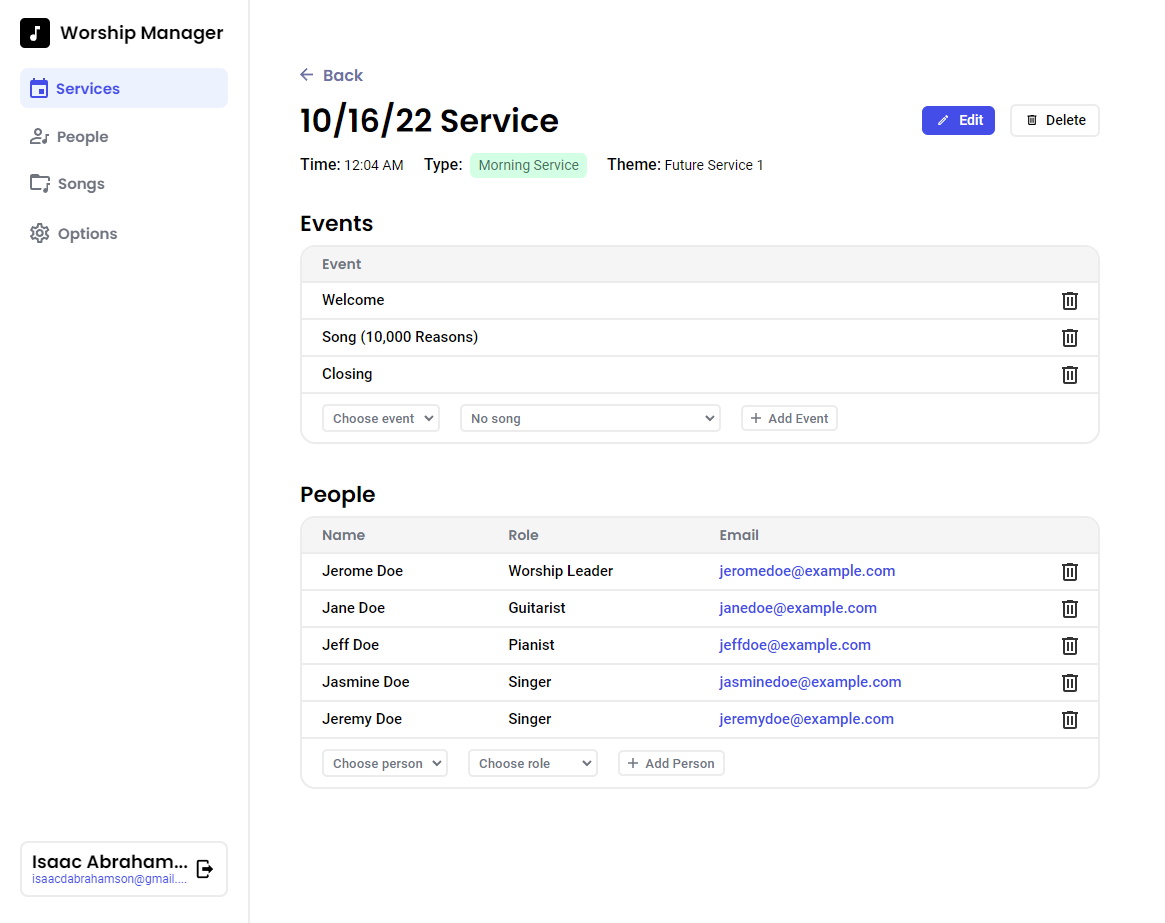 Worship Manager
Services
People
Songs
Options
Isaac Abraham...
isaacdabrahamson@gmail....
Back
10/16/22 Service
Edit
Delete
Time: 12:04 AM Type: Morning Service Theme: Future Service 1
Events
Event
Welcome
Song (10,000 Reasons)
Closing
Choose event No song + Add Event
People
Name Role Email
Jerome Doe Worship Leader jeromedoe@example.com
Jane Doe Guitarist janedoe@example.com
Jeff Doe Pianist jeffdoe@example.com
Jasmine Doe Singer jasminedoe@example.com
Jeremy Doe Singer jeremydoe@example.com
Choose person Choose role + Add Person